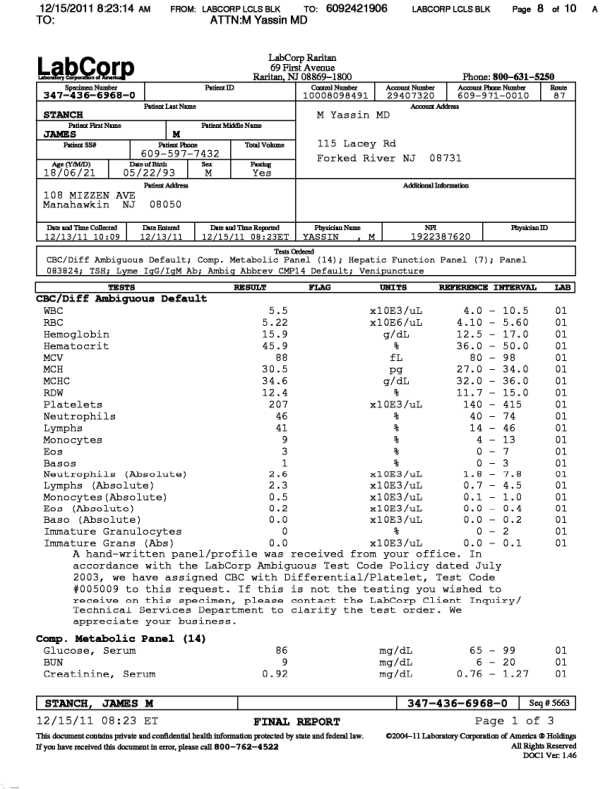 12/15/2011 8:23:14 AM FROM: LABCORP LCLS BLK TO: 6092421906 LABCORP LCLS BLK Page 8 of 10 A
TO: ATTN:M Yassin MD
LabCorp
Laboratory Corporation of America
LabCorp Raritan
69 First Avenue
Raritan, NJ 08869-1800 Phone: 800-631-5250
Specimen Number Patient ID Control Number Account Number Account Phone Number Route
347-436-6968-0 10008098491 29407320 609-971-0010 87
Patient Last Name Account Address
STANCH M Yassin MD
Patient First Name Patient Middle Name
JAMES M
Patient SS# Patient Phone Total Volume 115 Lacey Rd
609-597-7432 Forked River NJ 08731
Age (Y/M/D) Date of Birth Sex Fasting
18/06/21 05/22/93 M Yes
Patient Address Additional Information
108 MIZZEN AVE
Manahawkin NJ 08050
Date and Time Collected Date Entered Date and Time Reported Physician Name NPI Physician ID
12/13/11 10:09 12/13/11 12/15/11 08:23ET YASSIN , M 1922387620
Tests Ordered
CBC/Diff Ambiguous Default; Comp. Metabolic Panel (14); Hepatic Function Panel (7); Panel
083824; TSH; Lyme IgG/IgM Ab; Ambig Abbrev CMP14 Default; Venipuncture
TESTS RESULT FLAG UNITS REFERENCE INTERVAL LAB
CBC/Diff Ambiguous Default
WBC 5.5 x10E3/uL 4.0 - 10.5 01
RBC 5.22 x10E6/uL 4.10 - 5.60 01
Hemoglobin 15.9 g/dL 12.5 - 17.0 01
Hematocrit 45.9 % 36.0 - 50.0 01
MCV 88 fL 80 - 98 01
MCH 30.5 pg 27.0 - 34.0 01
MCHC 34.6 g/dL 32.0 - 36.0 01
RDW 12.4 % 11.7 - 15.0 01
Platelets 207 x10E3/uL 140 - 415 01
Neutrophils 46 % 40 - 74 01
Lymphs 41 % 14 - 46 01
Monocytes 9 % 4 - 13 01
Eos 3 % 0 - 7 01
Basos 1 % 0 - 3 01
Neutrophils (Absolute) 2.6 x10E3/uL 1.8 - 7.8 01
Lymphs (Absolute) 2.3 x10E3/uL 0.7 - 4.5 01
Monocytes(Absolute) 0.5 x10E3/uL 0.1 - 1.0 01
Eos (Absolute) 0.2 x10E3/uL 0.0 - 0.4 01
Baso (Absolute) 0.0 x10E3/uL 0.0 - 0.2 01
Immature Granulocytes 0 % 0 - 2 01
Immature Grans (Abs) 0.0 x10E3/uL 0.0 - 0.1 01
A hand-written panel/profile was received from your office. In
accordance with the LabCorp Ambiguous Test Code Policy dated July
2003, we have assigned CBC with Differential/Platelet, Test Code
#005009 to this request. If this is not the testing you wished to
receive on this specimen, please contact the LabCorp Client Inquiry/
Technical Services Department to clarify the test order. We
appreciate your business.
Comp. Metabolic Panel (14)
Glucose, Serum 86 mg/dL 65 - 99 01
BUN 9 mg/dL 6 - 20 01
Creatinine, Serum 0.92 mg/dL 0.76 - 1.27 01
STANCH, JAMES M 347-436-6968-0 Seq # 5663
12/15/11 08:23 ET FINAL REPORT Page 1 of 3
This document contains private and confidential health information protected by state and federal law. ©2004-11 Laboratory Corporation of America ® Holdings
If you have received this document in error, please call 800-762-4522 All Rights Reserved
DOC1 Ver: 1.46